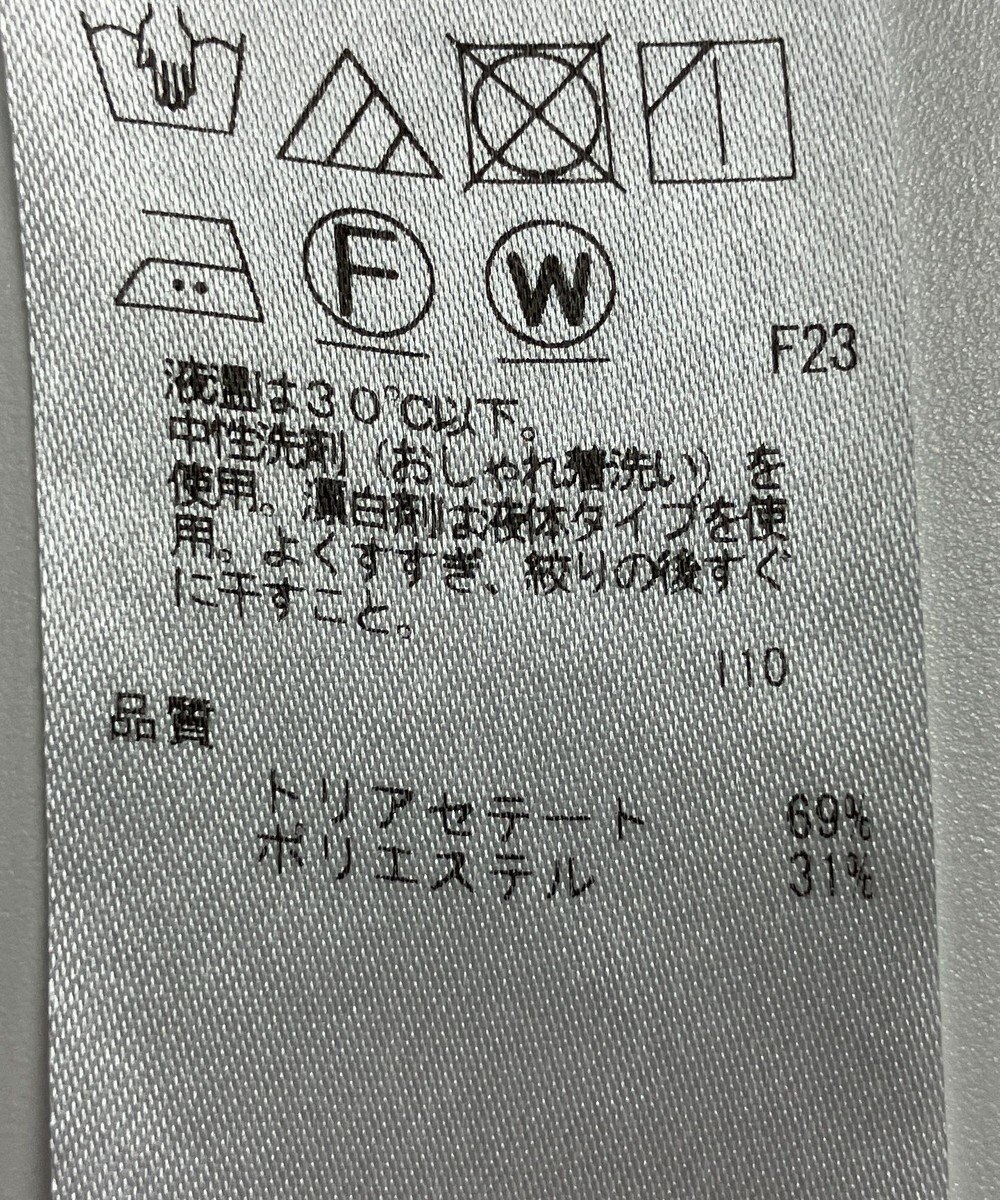 F
W
F23
液温は30℃以下。
中性洗剤（おしゃれ着洗い）を
使用。漂白剤は液体タイプを使
用。よくすすぎ、絞りの後すぐ
に干すこと。
I10
品質
トリアセテート 69%
ポリエステル 31%